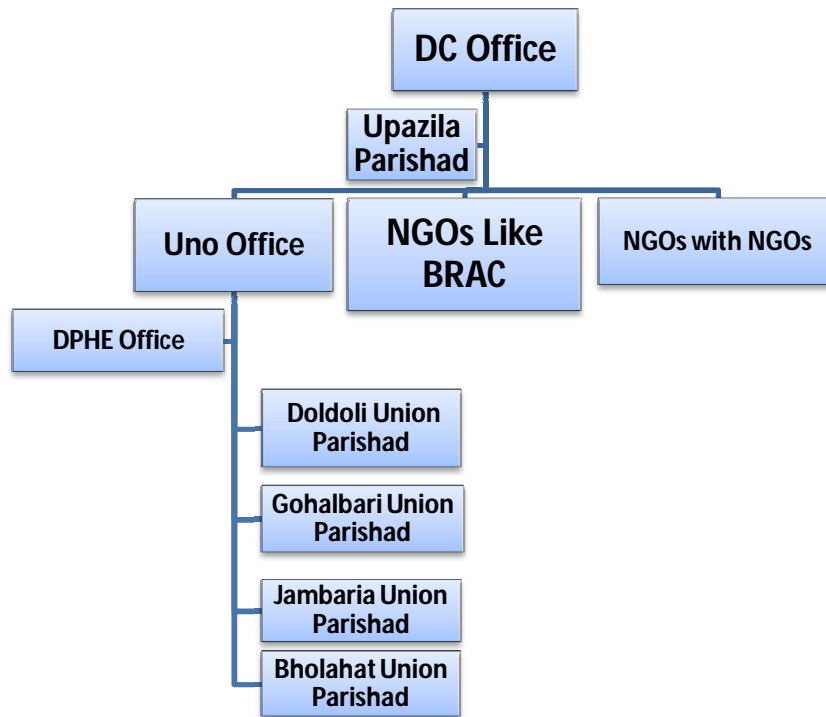 DC Office
Upazila
Parishad
Uno Office
NGOs Like
BRAC
NGOs with NGOs
DPHE Office
Doldoli Union
Parishad
Gohalbari Union
Parishad
Jambaria Union
Parishad
Bholahat Union
Parishad